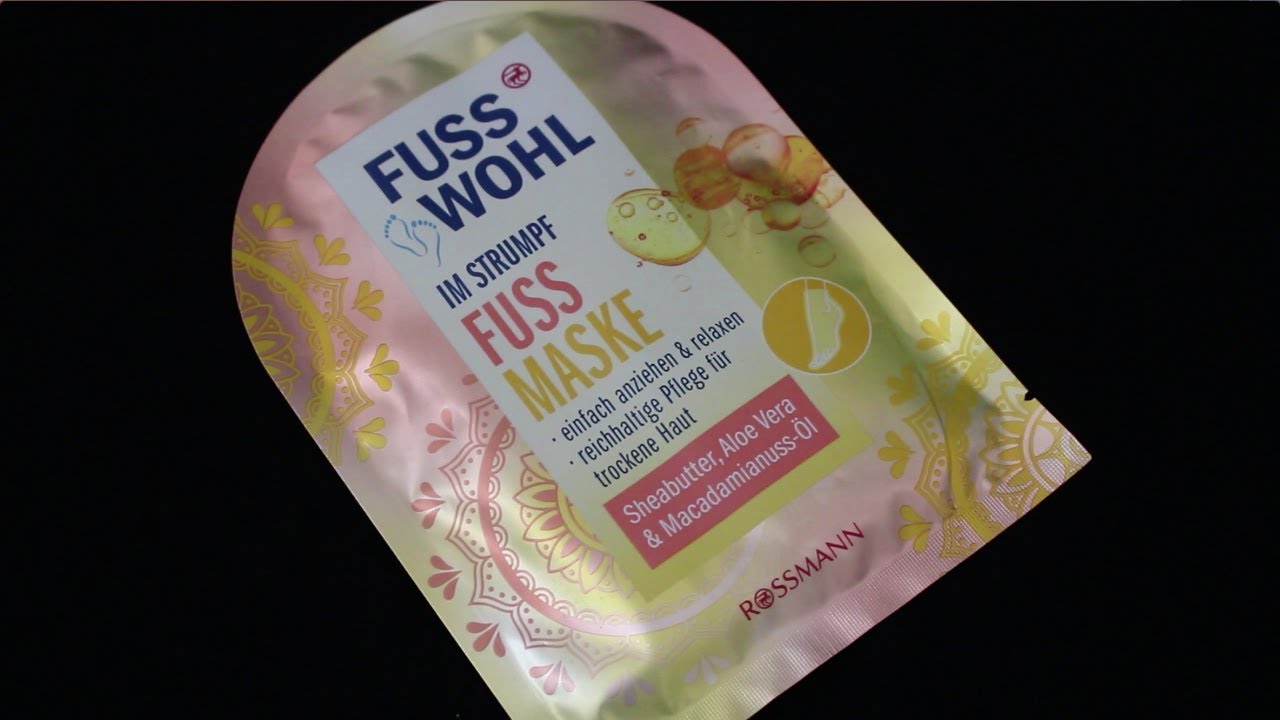 FUSS
WOHL
IM STRUMPF
FUSS
MASKE
· einfach anziehen & relaxen
· reichhaltige Pflege für
trockene Haut
Sheabutter, Aloe Vera
& Macadamianuss-Öl
ROSSMANN